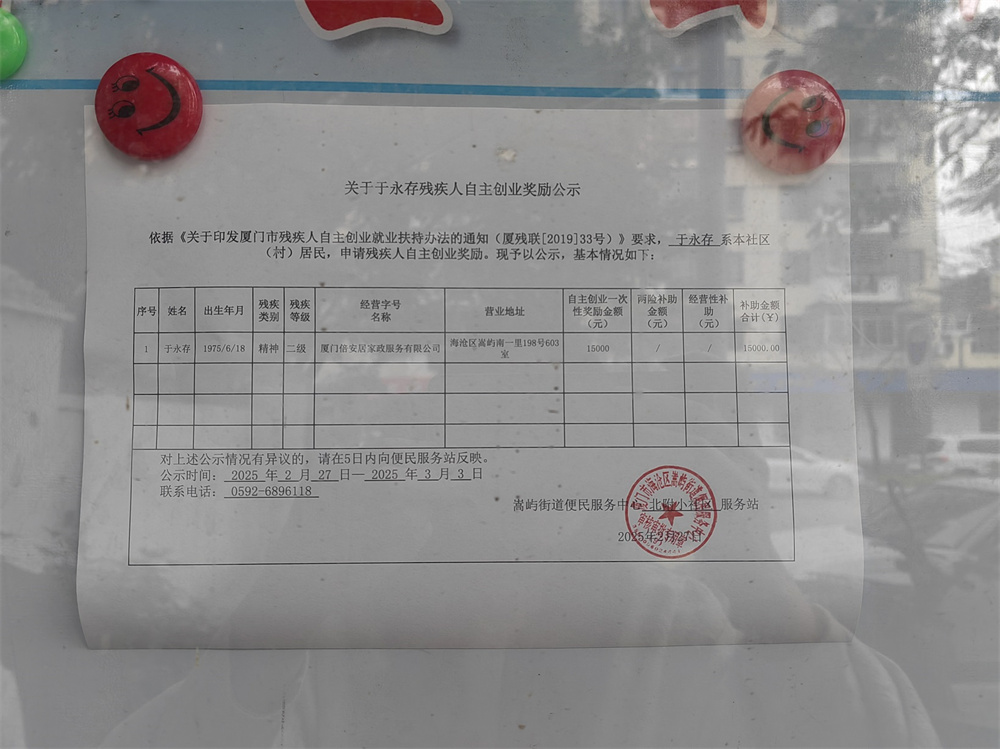 关于于永存残疾人自主创业奖励公示
依据《关于印发厦门市残疾人自主创业就业扶持办法的通知（厦残联[2019]33号）》要求，于永存 系本社区
（村）居民，申请残疾人自主创业奖励。现予以公示，基本情况如下：
序号 姓名 出生年月 残疾类别 残疾等级 经营字号名称 营业地址 自主创业一次性奖励金额（元） 两险补助金额（元） 经营性补助（元） 补助金额合计(¥)
1 于永存 1975/6/18 精神 二级 厦门倍安居家政服务有限公司 海沧区嵩屿南一里198号603室 15000 / / 15000.00
对上述公示情况有异议的，请在5日内向便民服务站反映。
公示时间： 2025 年 2 月 27 日—2025 年 3 月 3 日
联系电话： 0592-6896118
嵩屿街道便民服务中心 北附小社区 服务站
2025年2月27日